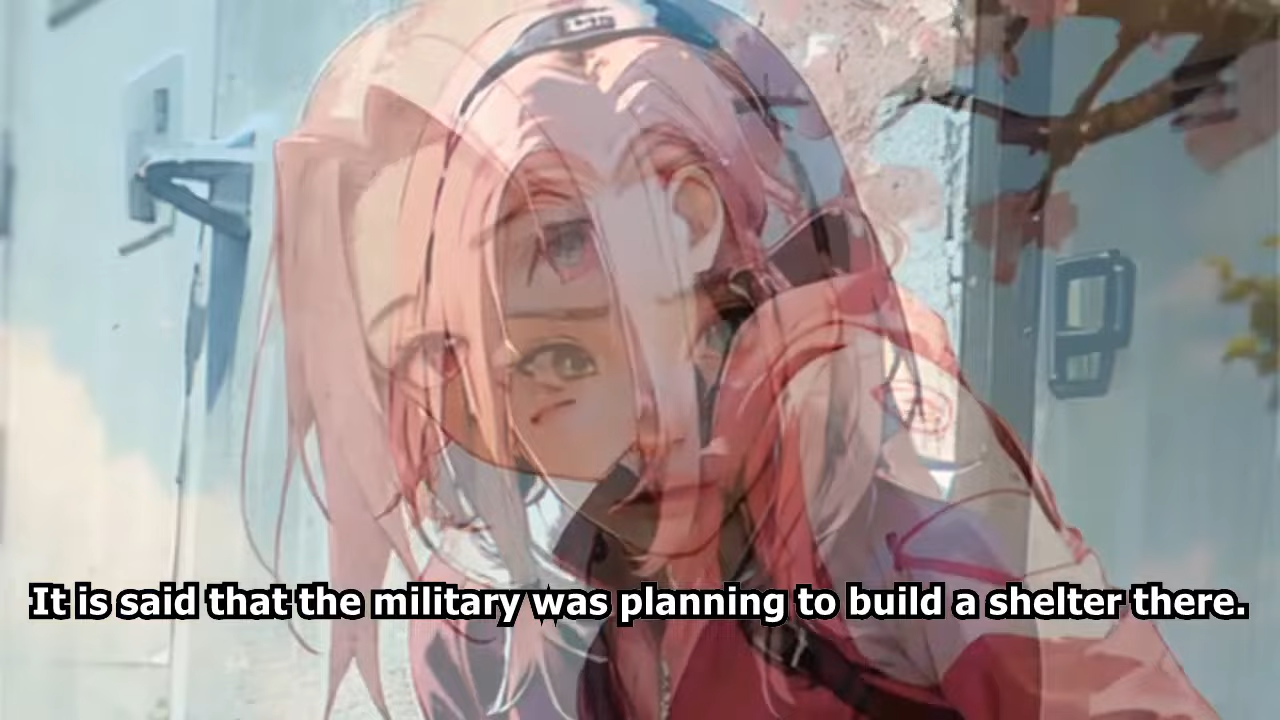 It is said that the military was planning to build a shelter there.